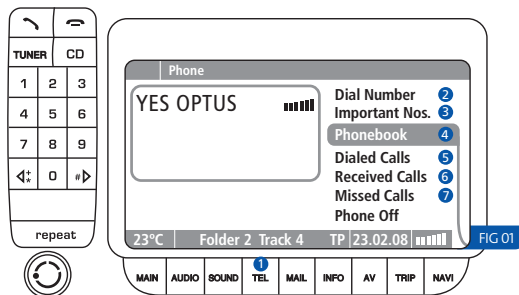 TUNER CD
1 2 3
4 5 6
7 8 9
* 0 #
repeat
Phone
YES OPTUS
Dial Number 2
Important Nos. 3
Phonebook 4
Dialed Calls 5
Received Calls 6
Missed Calls 7
Phone Off
23°C Folder 2 Track 4 TP 23.02.08
FIG 01
1
MAIN AUDIO SOUND TEL MAIL INFO AV TRIP NAVI